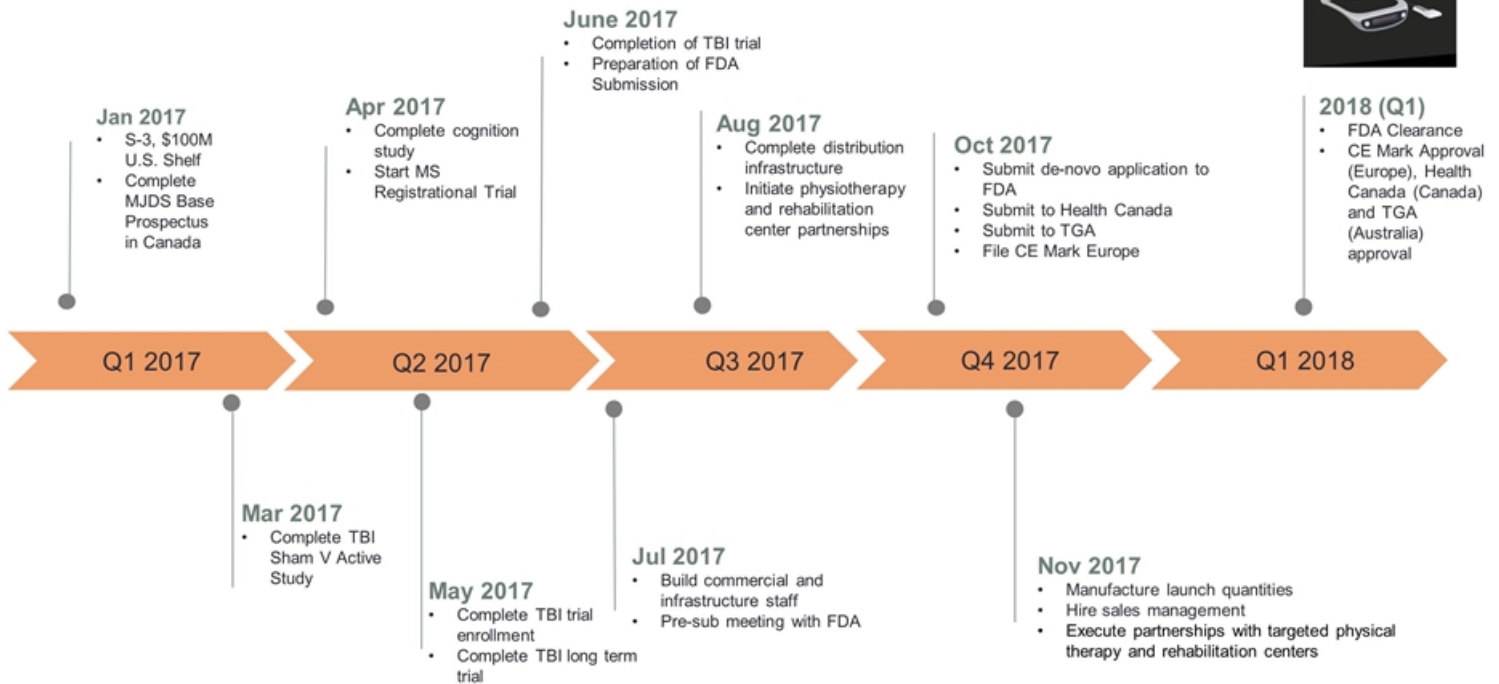 Jan 2017
• S-3, $100M
U.S. Shelf
• Complete
MJDS Base
Prospectus
in Canada
Apr 2017
• Complete cognition
study
• Start MS
Registrational Trial
June 2017
• Completion of TBI trial
• Preparation of FDA
Submission
Aug 2017
• Complete distribution
infrastructure
• Initiate physiotherapy
and rehabilitation
center partnerships
Oct 2017
• Submit de-novo application to
FDA
• Submit to Health Canada
• Submit to TGA
• File CE Mark Europe
2018 (Q1)
• FDA Clearance
• CE Mark Approval
(Europe), Health
Canada (Canada)
and TGA
(Australia)
approval
Q1 2017
Q2 2017
Q3 2017
Q4 2017
Q1 2018
Mar 2017
• Complete TBI
Sham V Active
Study
May 2017
• Complete TBI trial
enrollment
• Complete TBI long term
trial
Jul 2017
• Build commercial and
infrastructure staff
• Pre-sub meeting with FDA
Nov 2017
• Manufacture launch quantities
• Hire sales management
• Execute partnerships with targeted physical
therapy and rehabilitation centers